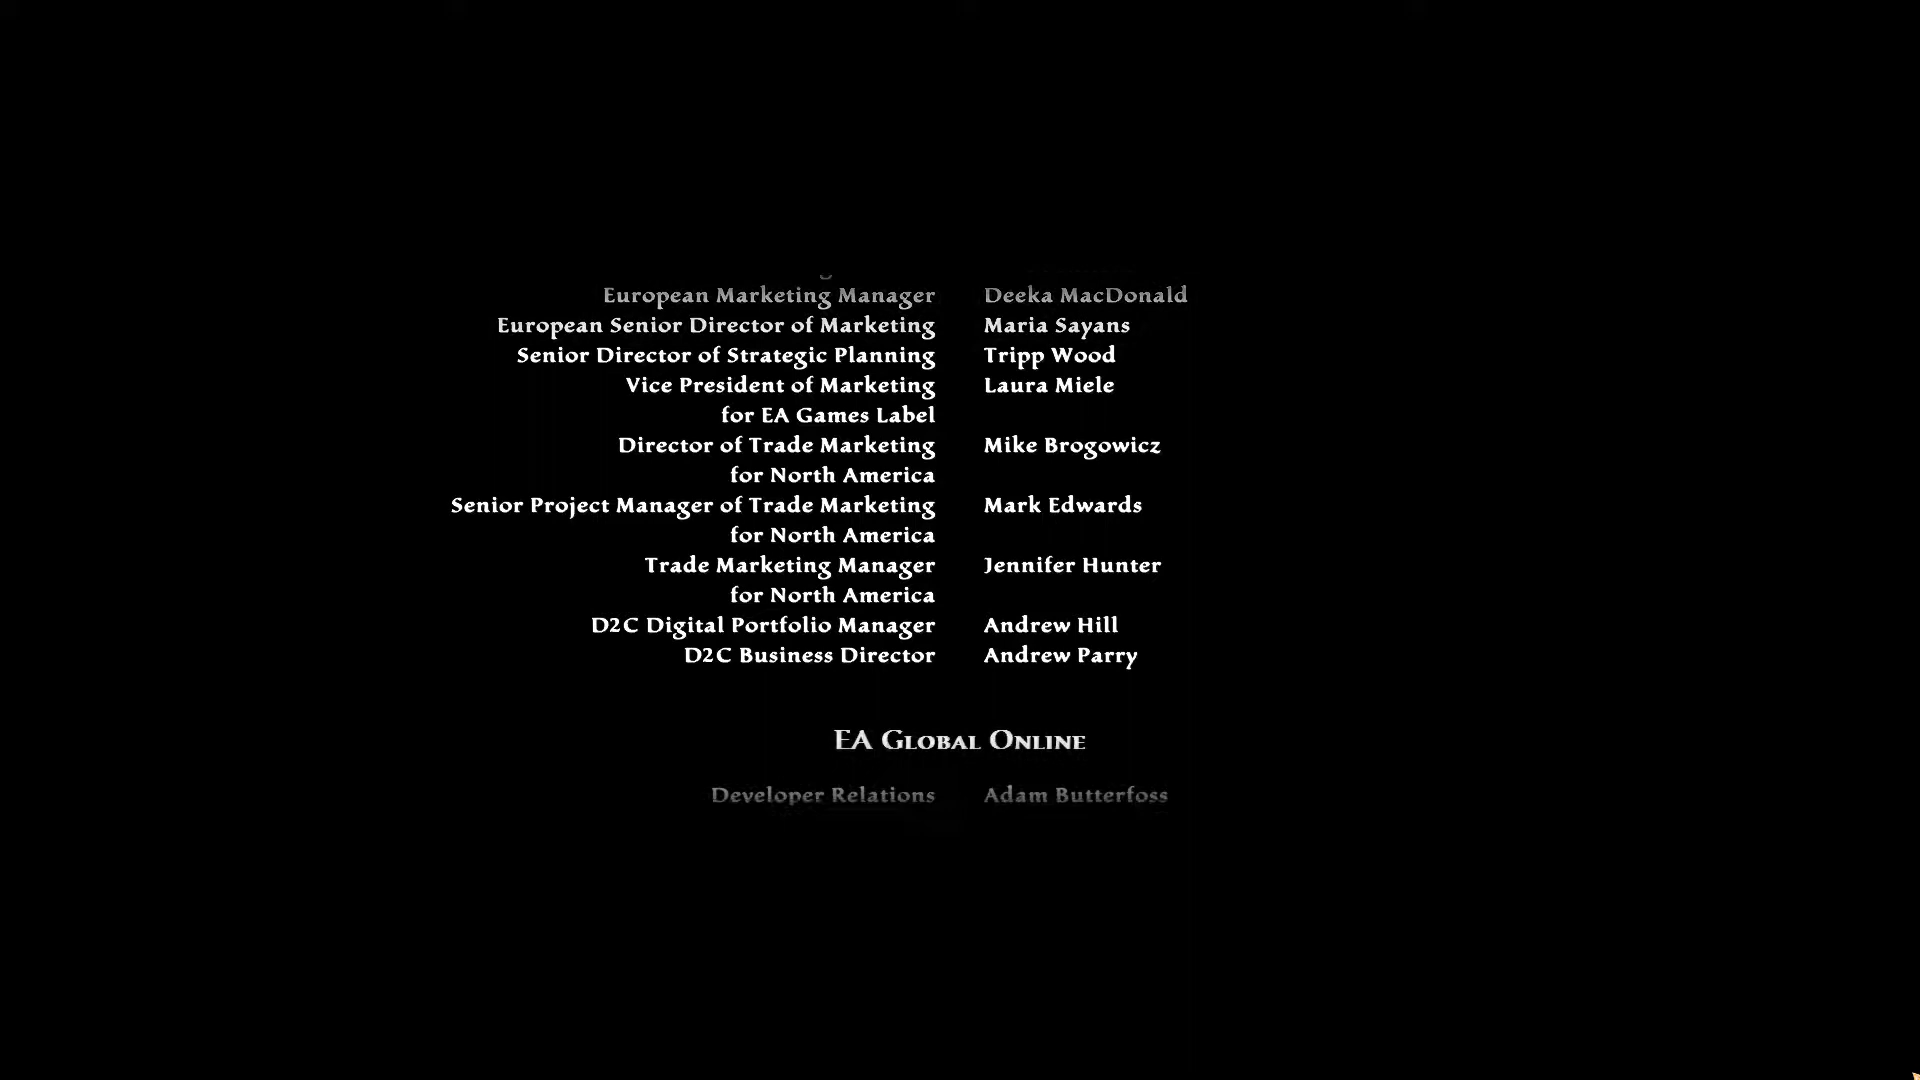 European Marketing Manager Deeka MacDonald
European Senior Director of Marketing Maria Sayans
Senior Director of Strategic Planning Tripp Wood
Vice President of Marketing Laura Miele
for EA Games Label
Director of Trade Marketing Mike Brogowicz
for North America
Senior Project Manager of Trade Marketing Mark Edwards
for North America
Trade Marketing Manager Jennifer Hunter
for North America
D2C Digital Portfolio Manager Andrew Hill
D2C Business Director Andrew Parry
EA Global Online
Developer Relations Adam Butterfoss